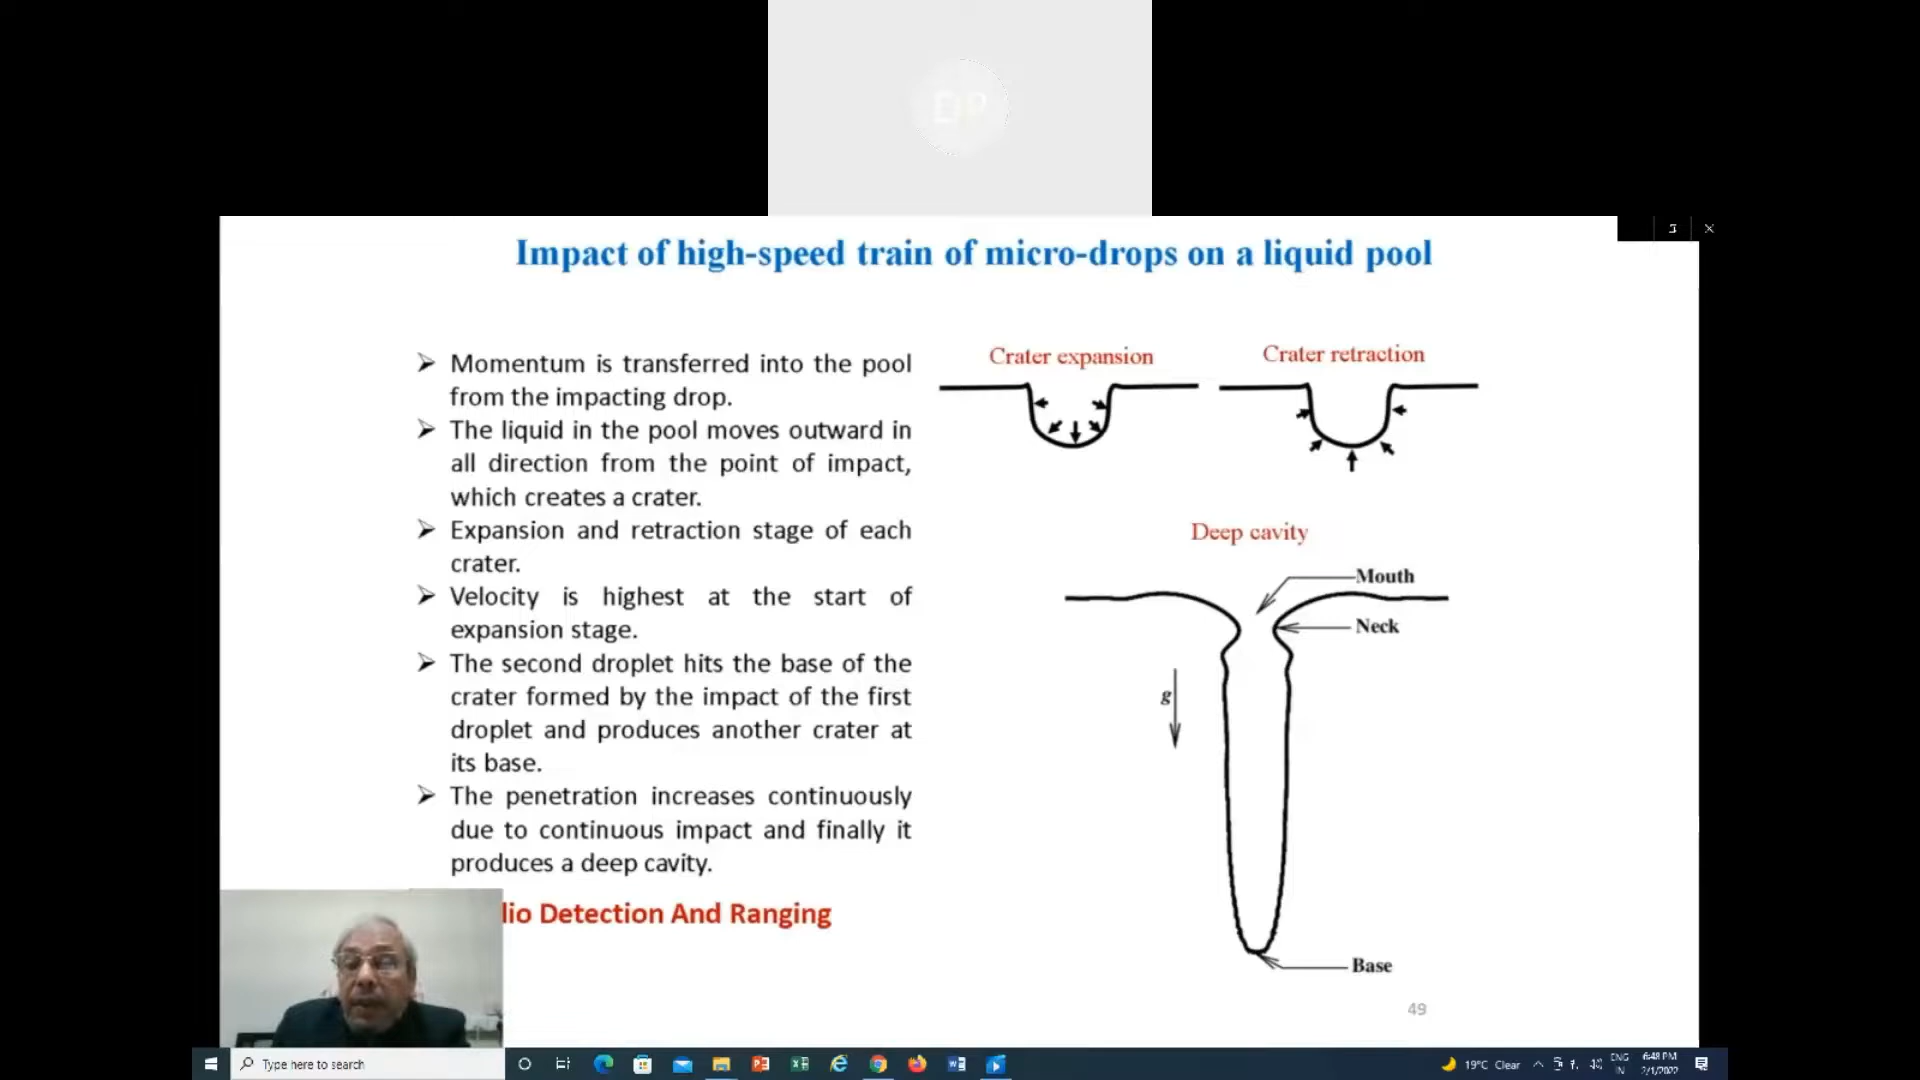 DP
Impact of high-speed train of micro-drops on a liquid pool
➢ Momentum is transferred into the pool
from the impacting drop.
➢ The liquid in the pool moves outward in
all direction from the point of impact,
which creates a crater.
➢ Expansion and retraction stage of each
crater.
➢ Velocity is highest at the start of
expansion stage.
➢ The second droplet hits the base of the
crater formed by the impact of the first
droplet and produces another crater at
its base.
➢ The penetration increases continuously
due to continuous impact and finally it
produces a deep cavity.
Detection And Ranging
Crater expansion
Crater retraction
Deep cavity
Mouth
Neck
g
Base
49
Type here to search
19°C Clear
ENG
IN
6:48 PM
2/1/2022